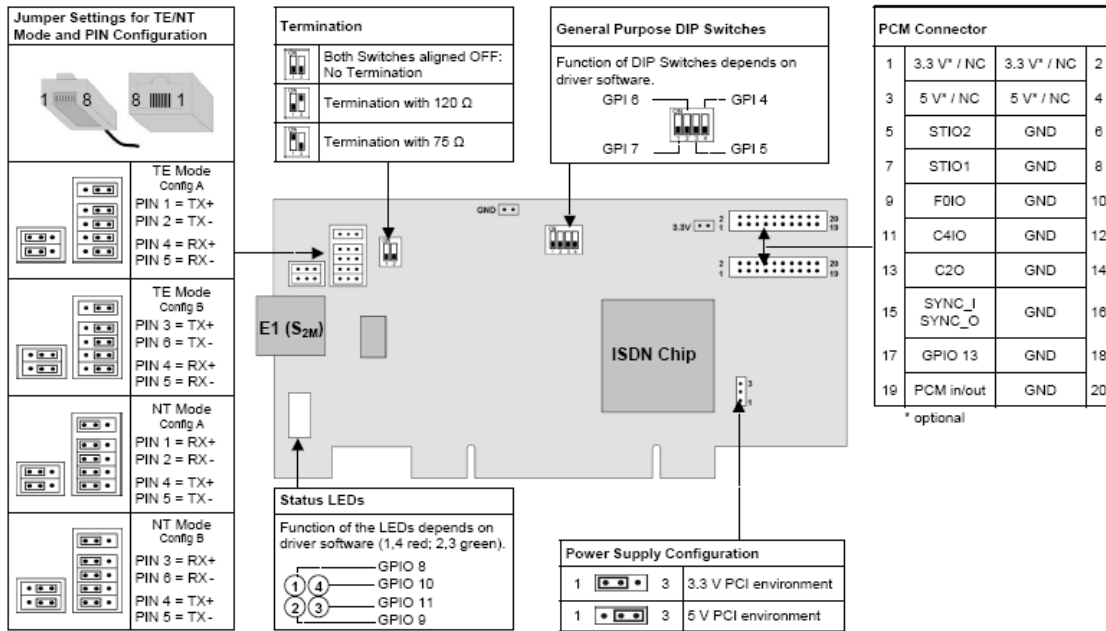 Jumper Settings for TE/NT
Mode and PIN Configuration
1 8 8 1
TE Mode
Config A
PIN 1 = TX+
PIN 2 = TX-
PIN 4 = RX+
PIN 5 = RX-
TE Mode
Config B
PIN 3 = TX+
PIN 6 = TX-
PIN 4 = RX+
PIN 5 = RX-
NT Mode
Config A
PIN 1 = RX+
PIN 2 = RX-
PIN 4 = TX+
PIN 5 = TX-
NT Mode
Config B
PIN 3 = RX+
PIN 6 = RX-
PIN 4 = TX+
PIN 5 = TX-
Termination
Both Switches aligned OFF:
No Termination
Termination with 120 Ω
Termination with 75 Ω
General Purpose DIP Switches
Function of DIP Switches depends on
driver software.
GPI 6 GPI 4
ON
1 2 3 4
GPI 7 GPI 5
PCM Connector
1 3.3 V* / NC 3.3 V* / NC 2
3 5 V* / NC 5 V* / NC 4
5 STIO2 GND 6
7 STIO1 GND 8
9 F0IO GND 10
11 C4IO GND 12
13 C2O GND 14
15 SYNC_I
SYNC_O GND 16
17 GPIO 13 GND 18
19 PCM in/out GND 20
* optional
GND
3.3V
2 20
1 19
2 20
1 19
E1 (S2M)
ISDN Chip
3
1
Status LEDs
Function of the LEDs depends on
driver software (1,4 red; 2,3 green).
GPIO 8
1 4 GPIO 10
2 3 GPIO 11
GPIO 9
Power Supply Configuration
1 3 3.3 V PCI environment
1 3 5 V PCI environment